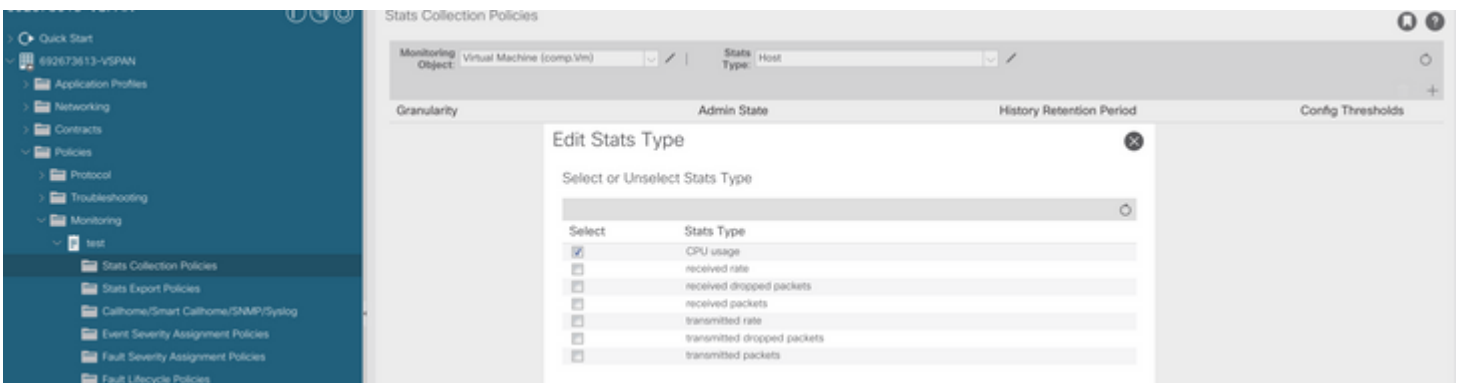 Quick Start
692673613-VSPAN
Application Profiles
Networking
Contracts
Policies
Protocol
Troubleshooting
Monitoring
test
Stats Collection Policies
Stats Export Policies
Callhome/Smart Callhome/SNMP/Syslog
Event Severity Assignment Policies
Fault Severity Assignment Policies
Fault Lifecycle Policies
Stats Collection Policies
Monitoring Object: Virtual Machine (comp.Vm) Stats Type: Host
Granularity Admin State History Retention Period Config Thresholds
Edit Stats Type
Select or Unselect Stats Type
Select Stats Type
CPU usage
received rate
received dropped packets
received packets
transmitted rate
transmitted dropped packets
transmitted packets